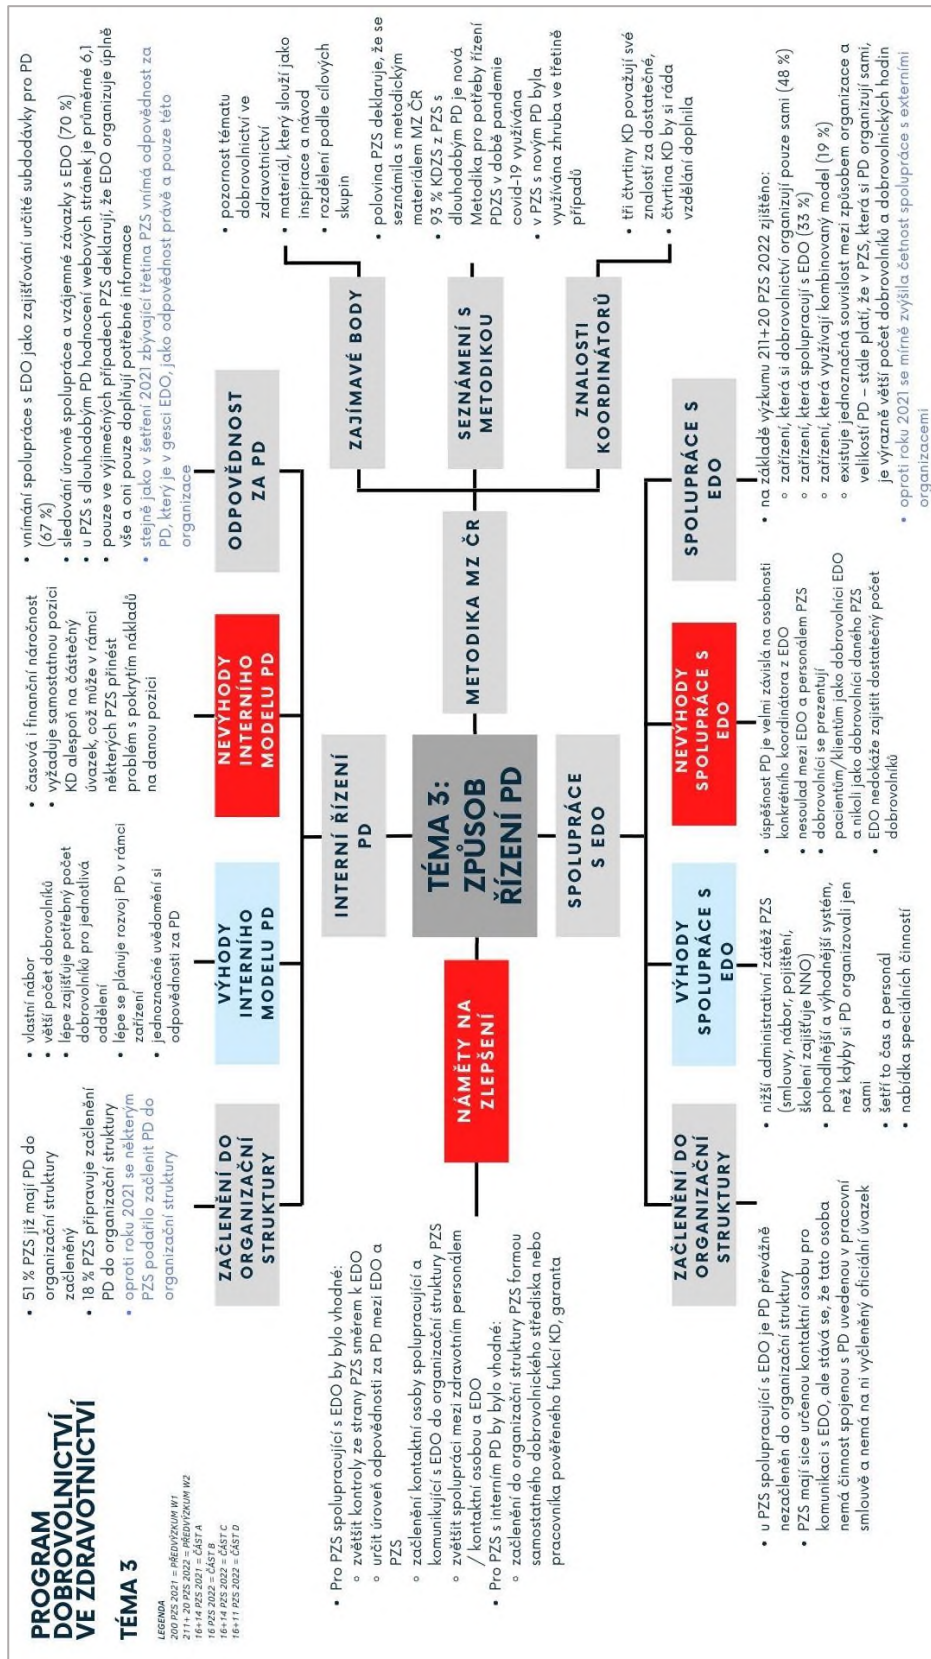 PROGRAM
DOBROVOLNICTVÍ
VE ZDRAVOTNICTVÍ
TÉMA 3
LEGENDA
200 PZS 2021 = PŘEDVÝZKUM W1
211+ 20 PZS 2022 = PŘEDVÝZKUM W2
16+14 PZS 2021 = ČÁST A
16 PZS 2022 = ČÁST B
16+14 PZS 2022 = ČÁST C
16+11 PZS 2022 = ČÁST D
• 51 % PZS již mají PD do
organizační struktury
začleněný
• 18 % PZS připravuje začlenění
PD do organizační struktury
• oproti roku 2021 se některým
PZS podařilo začlenit PD do
organizační struktury
• vlastní nábor
• větší počet dobrovolníků
• lépe zajišťuje potřebný počet
dobrovolníků pro jednotlivá
oddělení
• lépe se plánuje rozvoj PD v rámci
zařízení
• jednoznačné uvědomění si
odpovědnosti za PD
• časová i finanční náročnost
• vyžaduje samostatnou pozici
KD alespoň na částečný
úvazek, což může v rámci
některých PZS přinést
problém s pokrytím nákladů
na danou pozici
• vnímání spolupráce s EDO jako zajišťování určité subdodávky pro PD
(67 %)
• sledování úrovně spolupráce a vzájemné závazky s EDO (70 %)
• u PZS s dlouhodobým PD hodnocení webových stránek je průměrné 6,1
• pouze ve výjimečných případech PZS deklarují, že EDO organizuje úplně
vše a oni pouze doplňují potřebné informace
• stejně jako v šetření 2021 zbývající třetina PZS vnímá odpovědnost za
PD, který je v gesci EDO, jako odpovědnost právě a pouze této
organizace
ZAČLENĚNÍ DO
ORGANIZAČNÍ
STRUKTURY
VÝHODY
INTERNÍHO
MODELU PD
NEVÝHODY
INTERNÍHO
MODELU PD
ODPOVĚDNOST
ZA PD
INTERNÍ ŘÍZENÍ
PD
• Pro PZS spolupracující s EDO by bylo vhodné:
◦ zvětšit kontroly ze strany PZS směrem k EDO
◦ určit úroveň odpovědnosti za PD mezi EDO a
PZS
◦ začlenění kontaktní osoby spolupracující a
komunikující s EDO do organizační struktury PZS
◦ zvětšit spolupráci mezi zdravotním personálem
/ kontaktní osobou a EDO
• Pro PZS s interním PD by bylo vhodné:
◦ začlenění do organizační struktury PZS formou
samostatného dobrovolnického střediska nebo
pracovníka pověřeného funkcí KD, garanta
NÁMĚTY NA
ZLEPŠENÍ
TÉMA 3:
ZPŮSOB
ŘÍZENÍ PD
METODIKA MZ ČR
ZAJÍMAVÉ BODY
• pozornost tématu
dobrovolnictví ve
zdravotnictví
• materiál, který slouží jako
inspirace a návod
• rozdělení podle cílových
skupin
SEZNÁMENÍ S
METODIKOU
• polovina PZS deklaruje, že se
seznámila s metodickým
materiálem MZ ČR
• 93 % KDZS z PZS s
dlouhodobým PD je nová
Metodika pro potřeby řízení
PDZS v době pandemie
covid-19 využívána
• v PZS s novým PD byla
využívána zhruba ve třetině
případů
ZNALOSTI
KOORDINÁTORŮ
• tři čtvrtiny KD považují své
znalosti za dostatečné,
• čtvrtina KD by si ráda
vzdělání doplnila
SPOLUPRÁCE
S EDO
ZAČLENĚNÍ DO
ORGANIZAČNÍ
STRUKTURY
VÝHODY
SPOLUPRÁCE S
EDO
NEVÝHODY
SPOLUPRÁCE S
EDO
SPOLUPRÁCE S
EDO
• u PZS spolupracující s EDO je PD převážně
nezačleněn do organizační struktury
• PZS mají sice určenou kontaktní osobu pro
komunikaci s EDO, ale stává se, že tato osoba
nemá činnost spojenou s PD uvedenou v pracovní
smlouvě a nemá na ni vyčleněný oficiální úvazek
• nižší administrativní zátěž PZS
(smlouvy, nábor, pojištění,
školení zajišťuje NNO)
• pohodlnější a výhodnější systém,
než kdyby si PD organizovali jen
sami
• šetří to čas a personál
• nabídka speciálních činností
• úspěšnost PD je velmi závislá na osobnosti
konkrétního koordinátora z EDO
• nesoulad mezi EDO a personálem PZS
• dobrovolníci se prezentují
pacientům/klientům jako dobrovolníci EDO
a nikoli jako dobrovolníci daného PZS
• EDO nedokáže zajistit dostatečný počet
dobrovolníků
• na základě výzkumu 211+20 PZS 2022 zjištěno:
◦ zařízení, která si dobrovolnictví organizují pouze sami (48 %)
◦ zařízení, která spolupracují s EDO (33 %)
◦ zařízení, která využívají kombinovaný model (19 %)
◦ existuje jednoznačná souvislost mezi způsobem organizace a
velikostí PD – stále platí, že v PZS, která si PD organizují sami,
je výrazně větší počet dobrovolníků a dobrovolnických hodin
• oproti roku 2021 se mírně zvýšila četnost spolupráce s externími
organizacemi